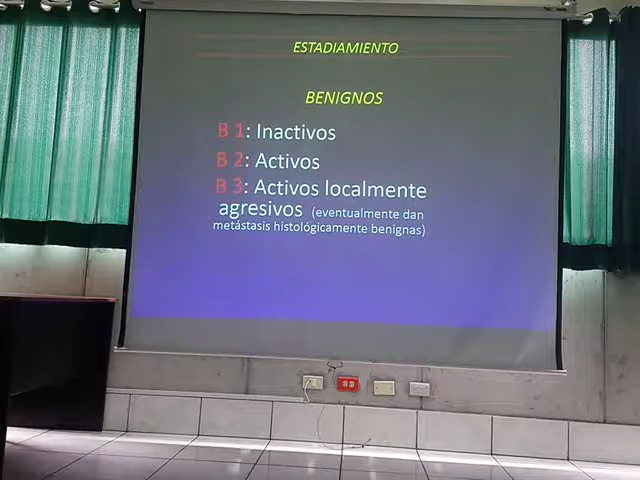 ESTADIAMIENTO
BENIGNOS
B 1: Inactivos
B 2: Activos
B 3: Activos localmente
agresivos (eventualmente dan
metástasis histológicamente benignas)